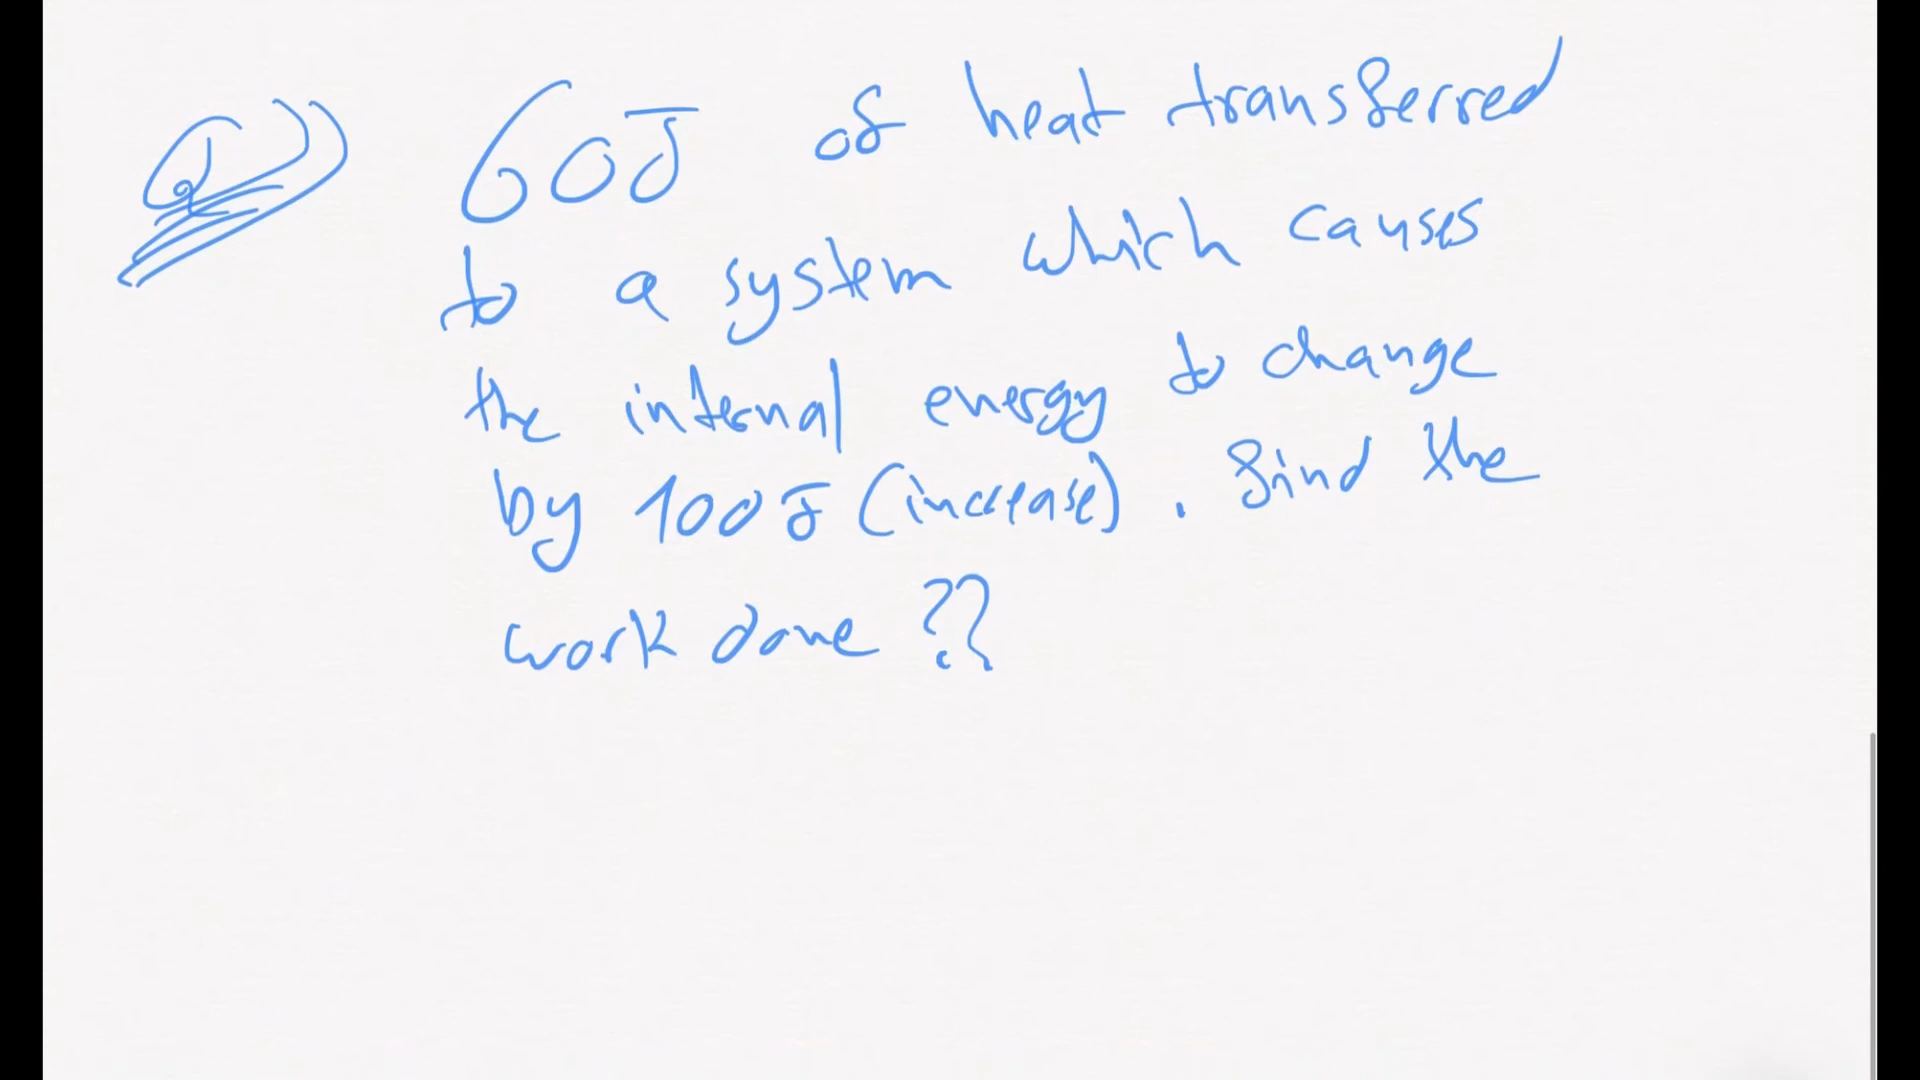 Q)) 60J of heat transferred
to a system which causes
the internal energy to change
by 100J (increase). find the
work done ??